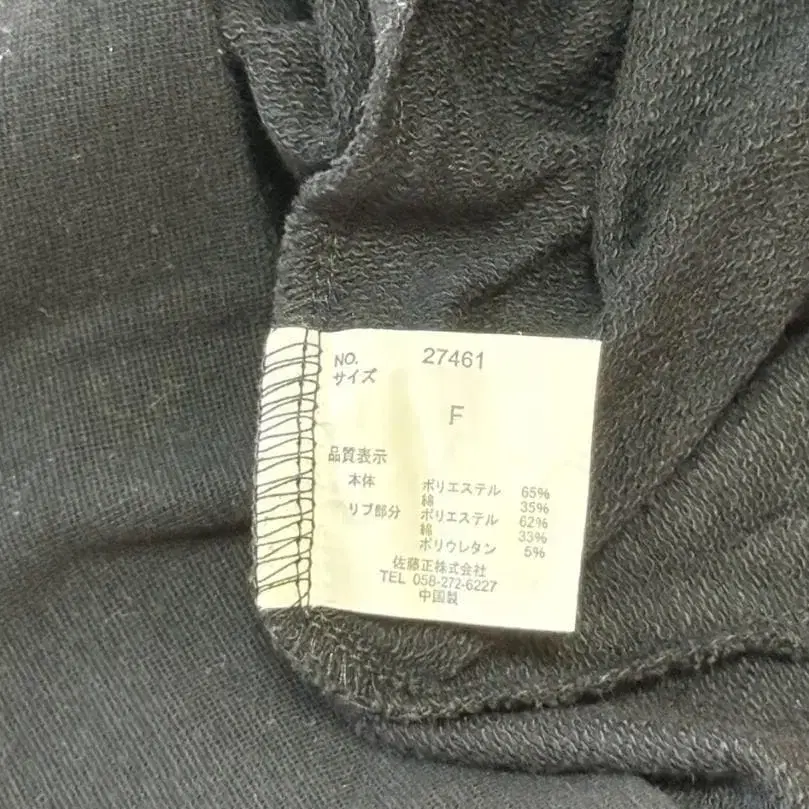 NO. 27461
サイズ
F
品質表示
本体 ポリエステル 65%
綿 35%
リブ部分 ポリエステル 62%
綿 33%
ポリウレタン 5%
佐藤正株式会社
TEL 058-272-6227
中国製